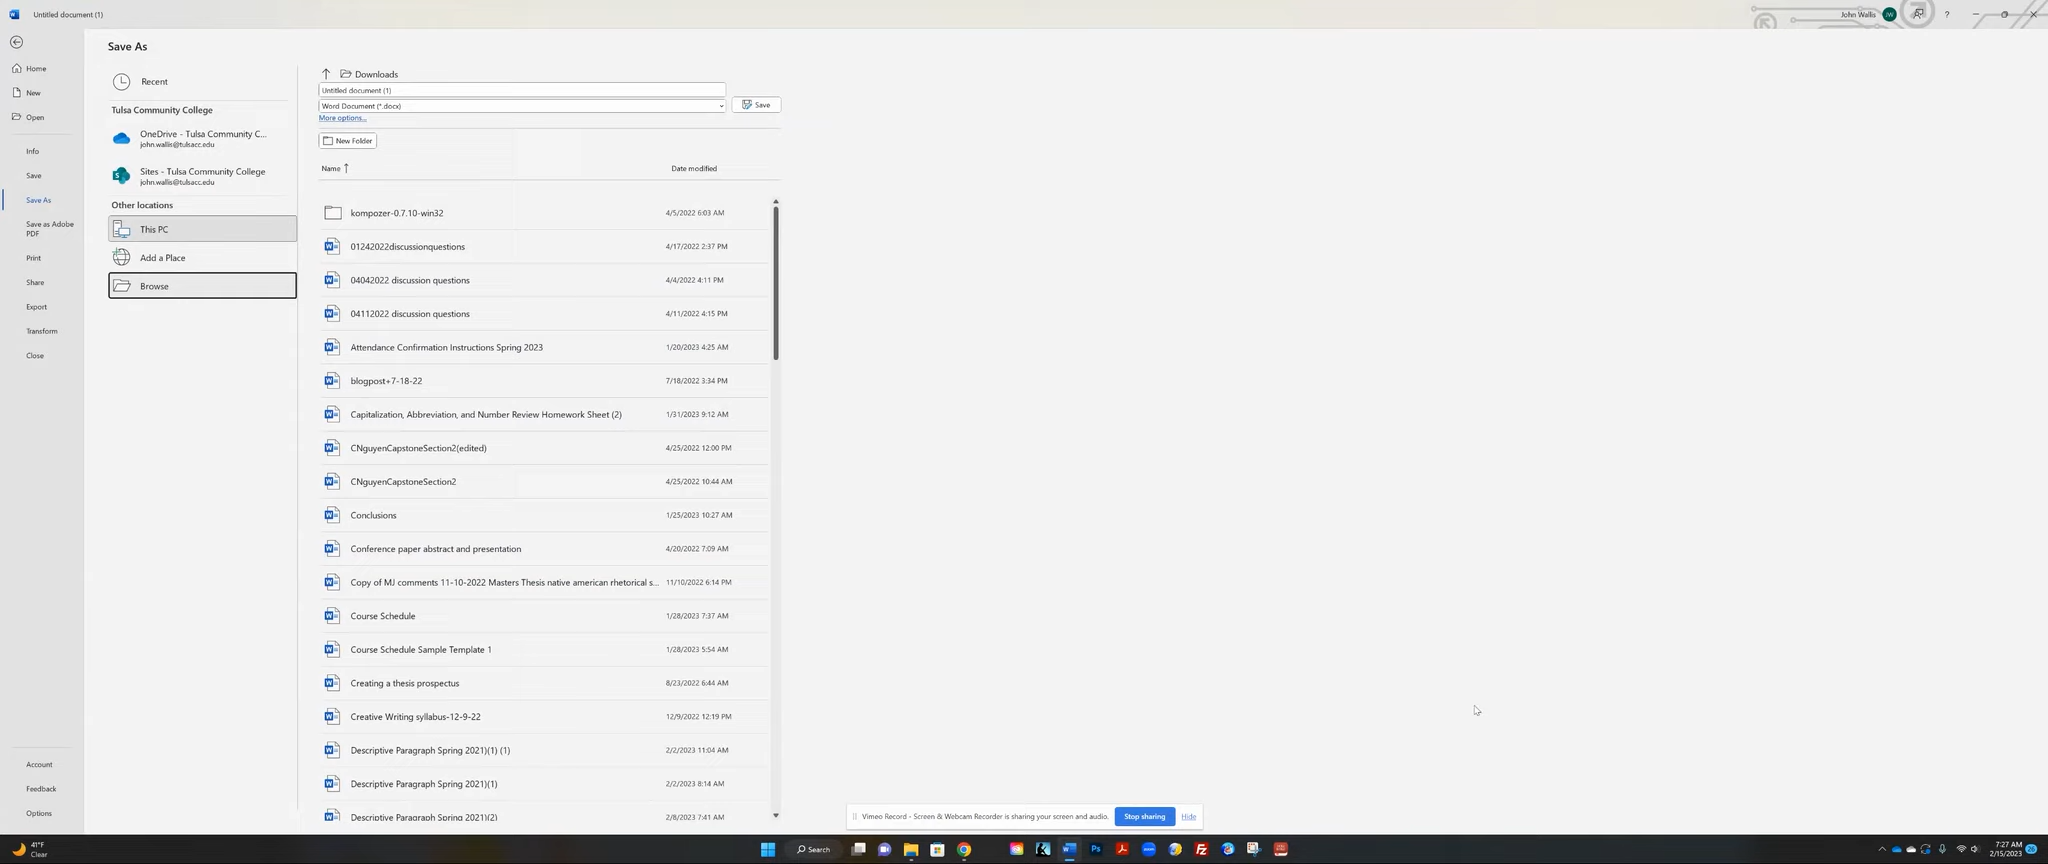 Untitled document (1)
John Wallis
JW
?
Save As
Home
New
Open
Info
Save
Save As
Save as Adobe
PDF
Print
Share
Export
Transform
Close
Account
Feedback
Options
Recent
Tulsa Community College
OneDrive - Tulsa Community C...
john.wallis@tulsacc.edu
Sites - Tulsa Community College
john.wallis@tulsacc.edu
Other locations
This PC
Add a Place
Browse
Downloads
Untitled document (1)
Word Document (*.docx)
Save
More options...
New Folder
Name Date modified
kompozer-0.7.10-win32 4/5/2022 6:03 AM
01242022discussionquestions 4/17/2022 2:37 PM
04042022 discussion questions 4/4/2022 4:11 PM
04112022 discussion questions 4/11/2022 4:15 PM
Attendance Confirmation Instructions Spring 2023 1/20/2023 4:25 AM
blogpost+7-18-22 7/18/2022 3:34 PM
Capitalization, Abbreviation, and Number Review Homework Sheet (2) 1/31/2023 9:12 AM
CNguyenCapstoneSection2(edited) 4/25/2022 12:00 PM
CNguyenCapstoneSection2 4/25/2022 10:44 AM
Conclusions 1/25/2023 10:27 AM
Conference paper abstract and presentation 4/20/2022 7:09 AM
Copy of MJ comments 11-10-2022 Masters Thesis native american rhetorical s... 11/10/2022 6:14 PM
Course Schedule 1/28/2023 7:37 AM
Course Schedule Sample Template 1 1/28/2023 5:54 AM
Creating a thesis prospectus 8/23/2022 6:44 AM
Creative Writing syllabus-12-9-22 12/9/2022 12:19 PM
Descriptive Paragraph Spring 2021)(1) (1) 2/2/2023 11:04 AM
Descriptive Paragraph Spring 2021)(1) 2/2/2023 8:14 AM
Descriptive Paragraph Spring 2021)(2) 2/8/2023 7:41 AM
Vimeo Record - Screen & Webcam Recorder is sharing your screen and audio. Stop sharing Hide
41°F
Clear
Search
7:27 AM
2/15/2023